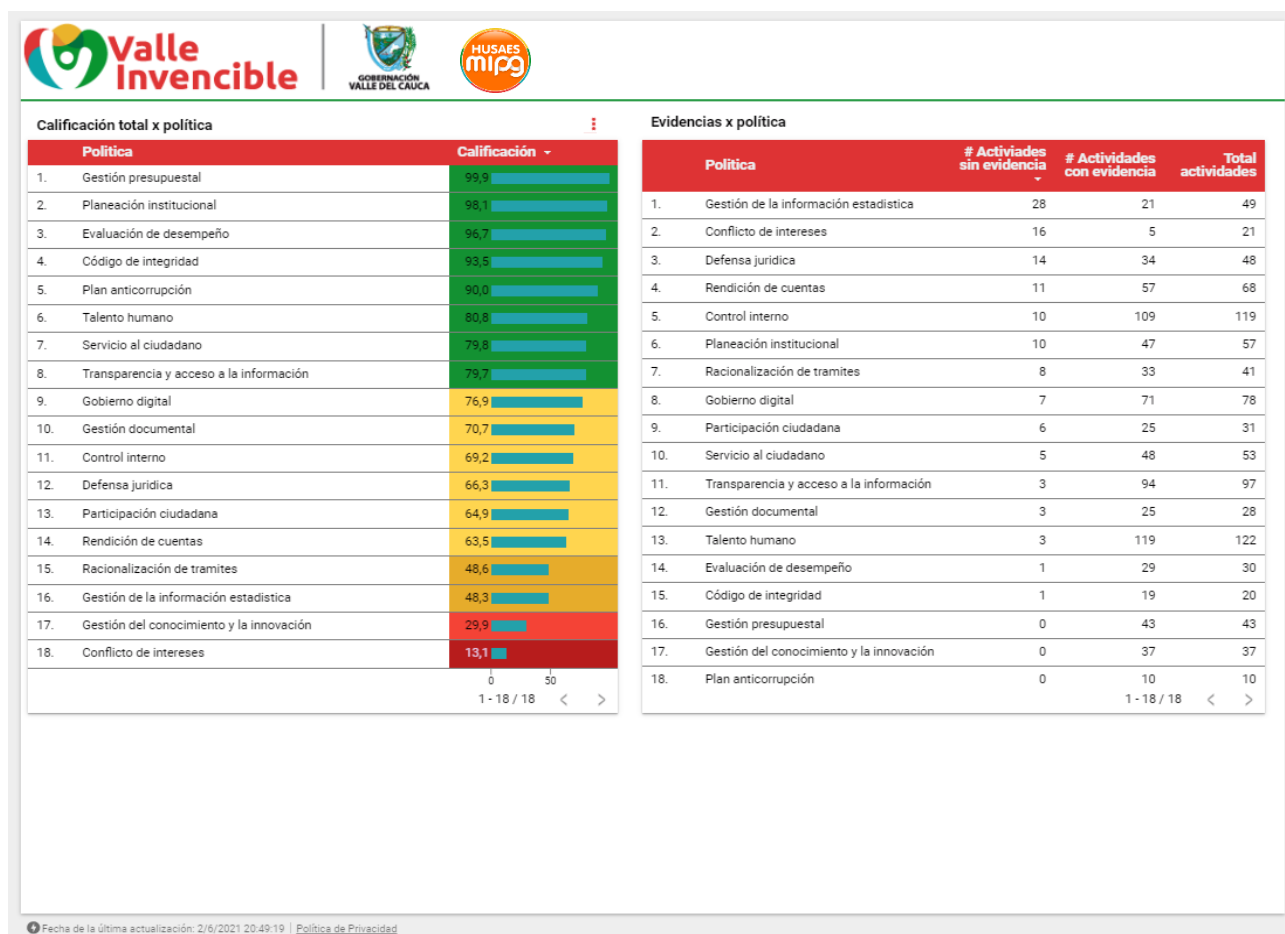 Valle
Invencible
GOBERNACIÓN
VALLE DEL CAUCA
HUSAES
mipg
Calificación total x política
Política Calificación
1. Gestión presupuestal 99,9
2. Planeación institucional 98,1
3. Evaluación de desempeño 96,7
4. Código de integridad 93,5
5. Plan anticorrupción 90,0
6. Talento humano 80,8
7. Servicio al ciudadano 79,8
8. Transparencia y acceso a la información 79,7
9. Gobierno digital 76,9
10. Gestión documental 70,7
11. Control interno 69,2
12. Defensa juridica 66,3
13. Participación ciudadana 64,9
14. Rendición de cuentas 63,5
15. Racionalización de tramites 48,6
16. Gestión de la información estadistica 48,3
17. Gestión del conocimiento y la innovación 29,9
18. Conflicto de intereses 13,1
0 50
1 - 18 / 18 < >
Evidencias x política
Política # Activiades sin evidencia # Actividades con evidencia Total actividades
1. Gestión de la información estadistica 28 21 49
2. Conflicto de intereses 16 5 21
3. Defensa juridica 14 34 48
4. Rendición de cuentas 11 57 68
5. Control interno 10 109 119
6. Planeación institucional 10 47 57
7. Racionalización de tramites 8 33 41
8. Gobierno digital 7 71 78
9. Participación ciudadana 6 25 31
10. Servicio al ciudadano 5 48 53
11. Transparencia y acceso a la información 3 94 97
12. Gestión documental 3 25 28
13. Talento humano 3 119 122
14. Evaluación de desempeño 1 29 30
15. Código de integridad 1 19 20
16. Gestión presupuestal 0 43 43
17. Gestión del conocimiento y la innovación 0 37 37
18. Plan anticorrupción 0 10 10
1 - 18 / 18 < >
Fecha de la última actualización: 2/6/2021 20:49:19 | Política de Privacidad